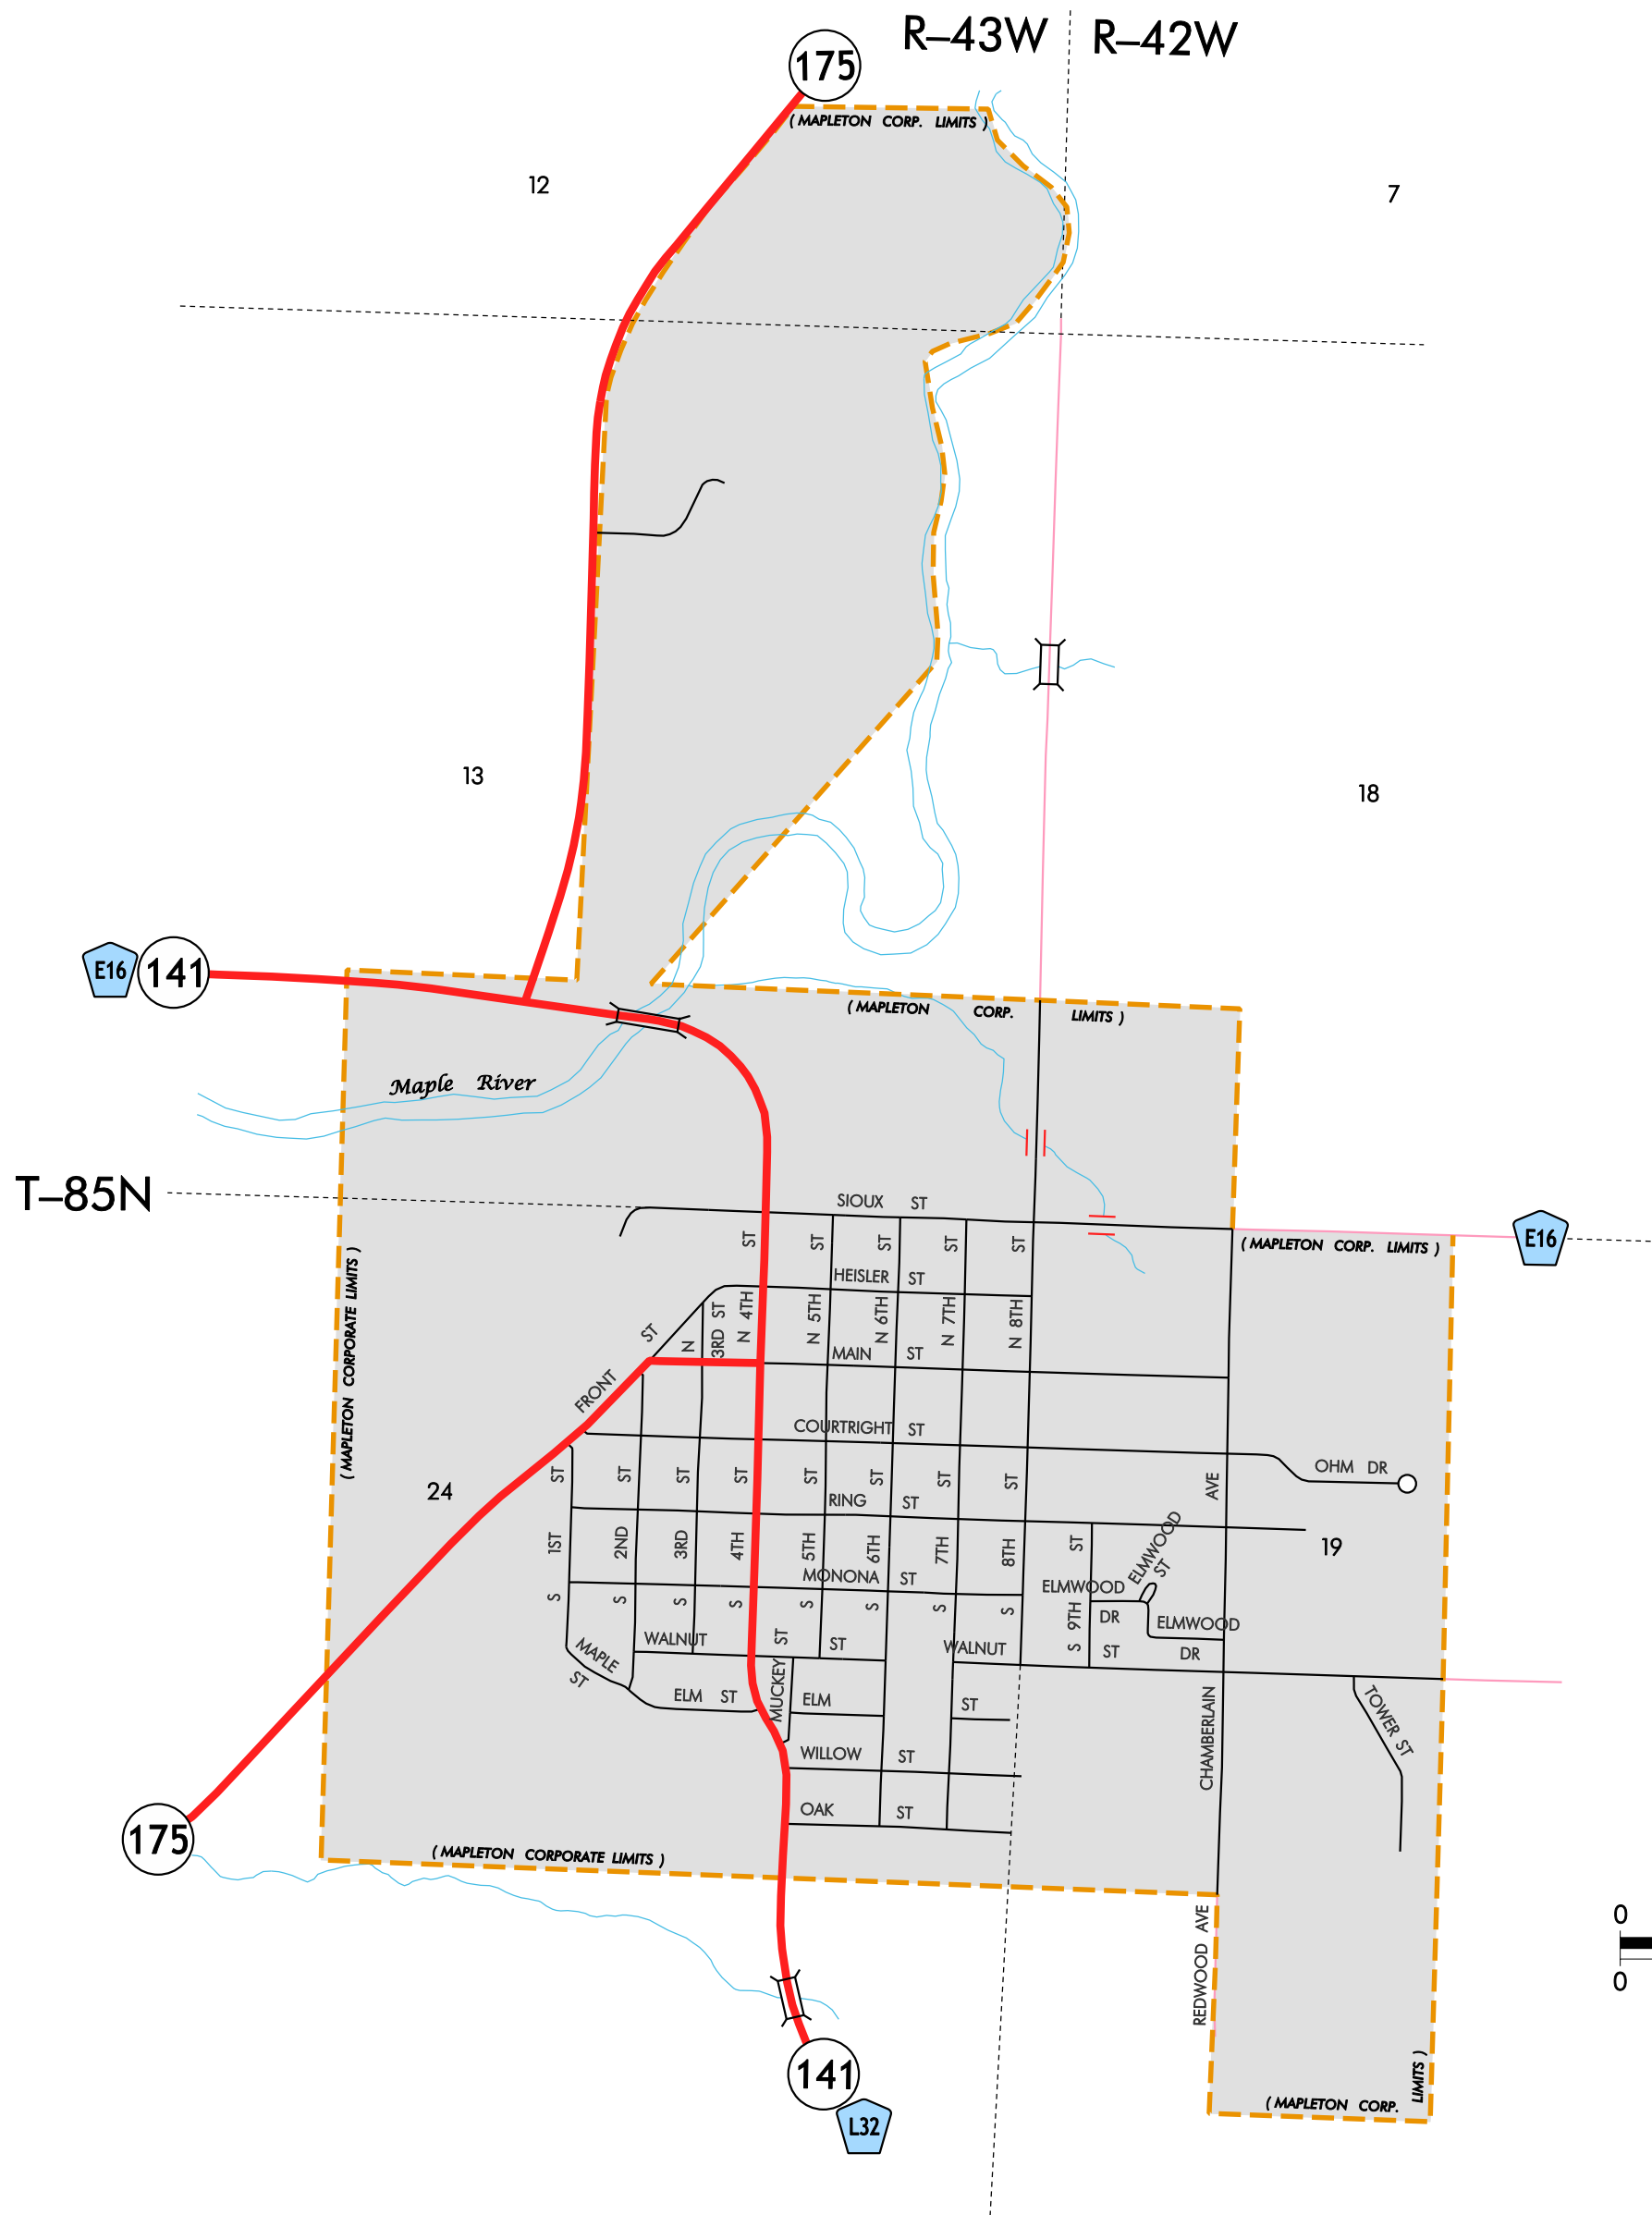 R–43W R–42W
175
( MAPLETON CORP. LIMITS )
12
7
13
18
E16
141
( MAPLETON CORP. LIMITS )
Maple River
T–85N
SIOUX ST
E16
( MAPLETON CORP. LIMITS )
( MAPLETON CORPORATE LIMITS )
ST
ST
ST
ST
ST
HEISLER ST
FRONT ST
N 3RD ST
N 4TH
N 5TH
N 6TH
N 7TH
N 8TH
MAIN ST
COURTRIGHT ST
OHM DR
24
S 1ST ST
S 2ND ST
S 3RD ST
S 4TH ST
S 5TH ST
S 6TH ST
S 7TH ST
S 8TH ST
RING ST
19
S 9TH ST
ELMWOOD ST
MONONA ST
ELMWOOD DR
ELMWOOD DR
MAPLE ST
WALNUT ST
WALNUT ST
MUCKEY ST
ELM ST
ELM ST
TOWER ST
WILLOW ST
CHAMBERLAIN AVE
OAK ST
175
( MAPLETON CORPORATE LIMITS )
REDWOOD AVE
0
0
141
L32
( MAPLETON CORP. LIMITS )